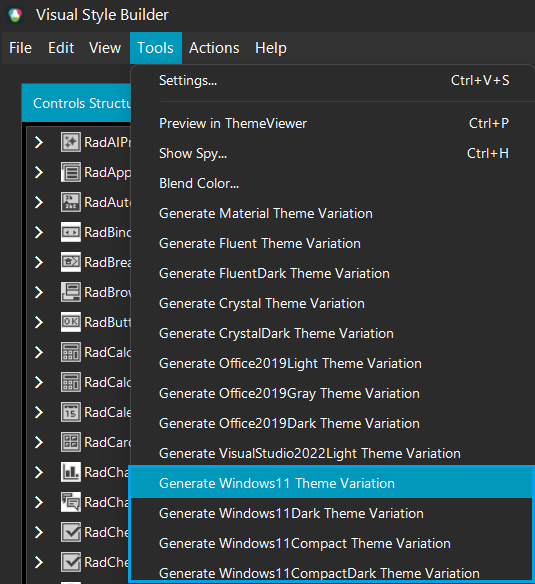 Visual Style Builder
File Edit View Tools Actions Help
Settings... Ctrl+V+S
Controls Structu
Preview in ThemeViewer Ctrl+P
RadAIPr
Show Spy... Ctrl+H
RadApp
Blend Color...
RadAuto
Generate Material Theme Variation
RadBind
Generate Fluent Theme Variation
RadBrea
Generate FluentDark Theme Variation
RadBrow
Generate Crystal Theme Variation
RadButt
Generate CrystalDark Theme Variation
RadCalc
Generate Office2019Light Theme Variation
RadCalc
Generate Office2019Gray Theme Variation
RadCale
Generate Office2019Dark Theme Variation
RadCard
Generate VisualStudio2022Light Theme Variation
RadCha
Generate Windows11 Theme Variation
RadCha
Generate Windows11Dark Theme Variation
RadChe
Generate Windows11Compact Theme Variation
RadChe
Generate Windows11CompactDark Theme Variation